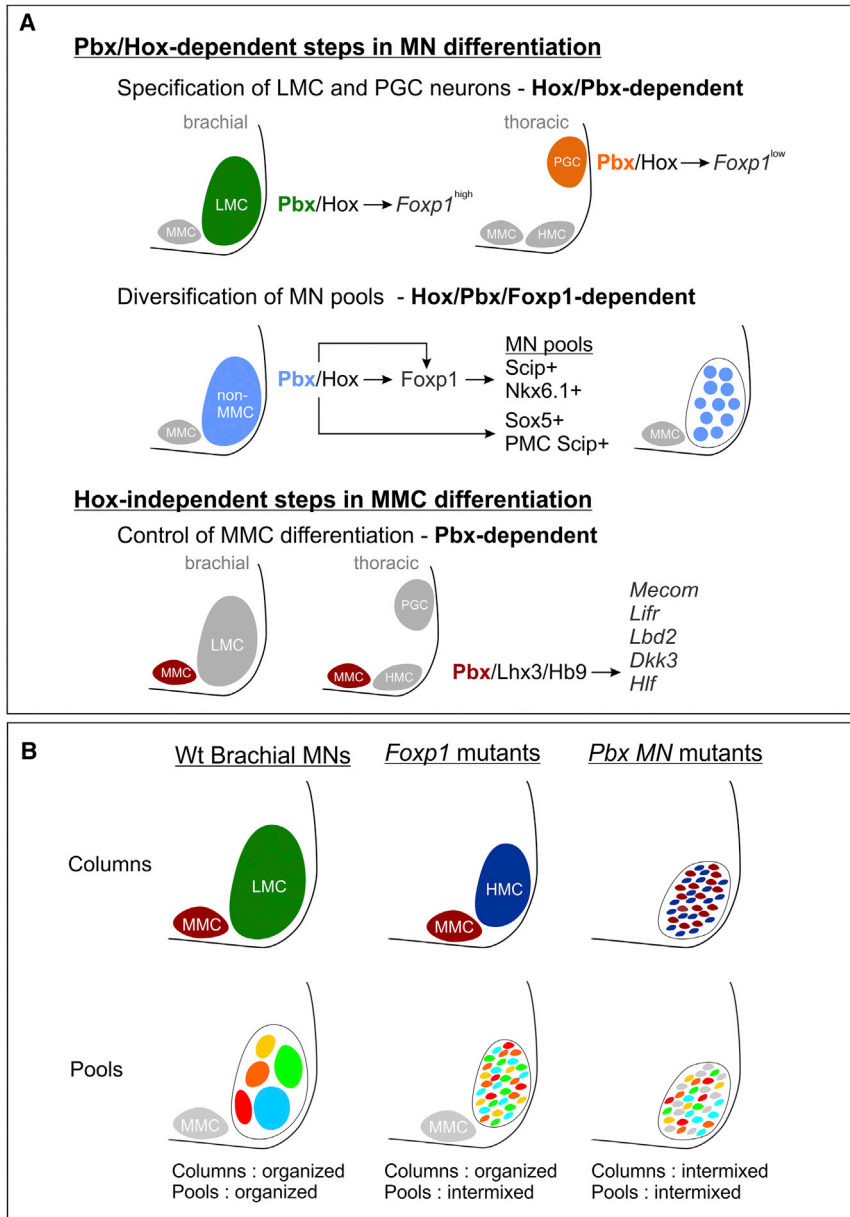 A
Pbx/Hox-dependent steps in MN differentiation
Specification of LMC and PGC neurons - Hox/Pbx-dependent
brachial
thoracic
LMC
MMC
Pbx/Hox → Foxp1high
PGC
MMC
HMC
Pbx/Hox → Foxp1low
Diversification of MN pools - Hox/Pbx/Foxp1-dependent
non-
MMC
MMC
Pbx/Hox → Foxp1 →
MN pools
Scip+
Nkx6.1+
Sox5+
PMC Scip+
MMC
Hox-independent steps in MMC differentiation
Control of MMC differentiation - Pbx-dependent
brachial
thoracic
LMC
MMC
PGC
MMC
HMC
Pbx/Lhx3/Hb9 →
Mecom
Lifr
Lbd2
Dkk3
Hlf
B
Wt Brachial MNs
Foxp1 mutants
Pbx MN mutants
Columns
LMC
MMC
HMC
MMC
Pools
MMC
MMC
Columns : organized
Pools : organized
Columns : organized
Pools : intermixed
Columns : intermixed
Pools : intermixed